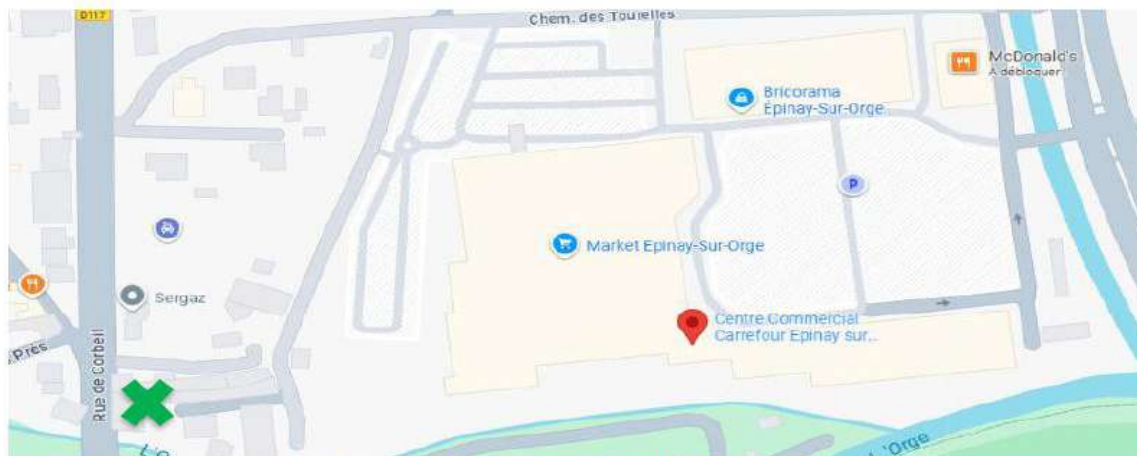 D117
Chem. des Tourelles
McDonald's
A débloquer
Bricorama
Épinay-Sur-Orge
P
Market Epinay-Sur-Orge
Sergaz
Centre Commercial
Carrefour Epinay sur...
Prés
Rue de Corbeil
L'O
L'Orge